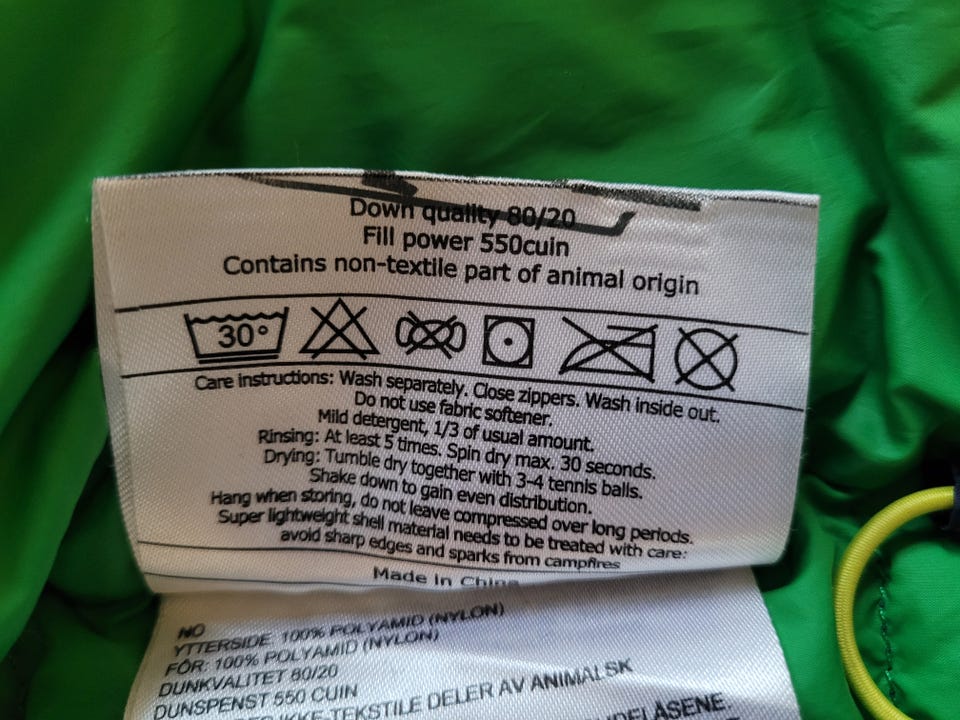 Down quality 80/20
Fill power 550cuin
Contains non-textile part of animal origin
30°
Care instructions: Wash separately. Close zippers. Wash inside out.
Do not use fabric softener.
Mild detergent, 1/3 of usual amount.
Rinsing: At least 5 times. Spin dry max. 30 seconds.
Drying: Tumble dry together with 3-4 tennis balls.
Shake down to gain even distribution.
Hang when storing, do not leave compressed over long periods.
Super lightweight shell material needs to be treated with care:
avoid sharp edges and sparks from campfires
Made in China
NO
YTTERSIDE: 100% POLYAMID (NYLON)
FÔR: 100% POLYAMID (NYLON)
DUNKVALITET 80/20
DUNSPENST 550 CUIN
IKKE-TEKSTILE DELER AV ANIMALSK